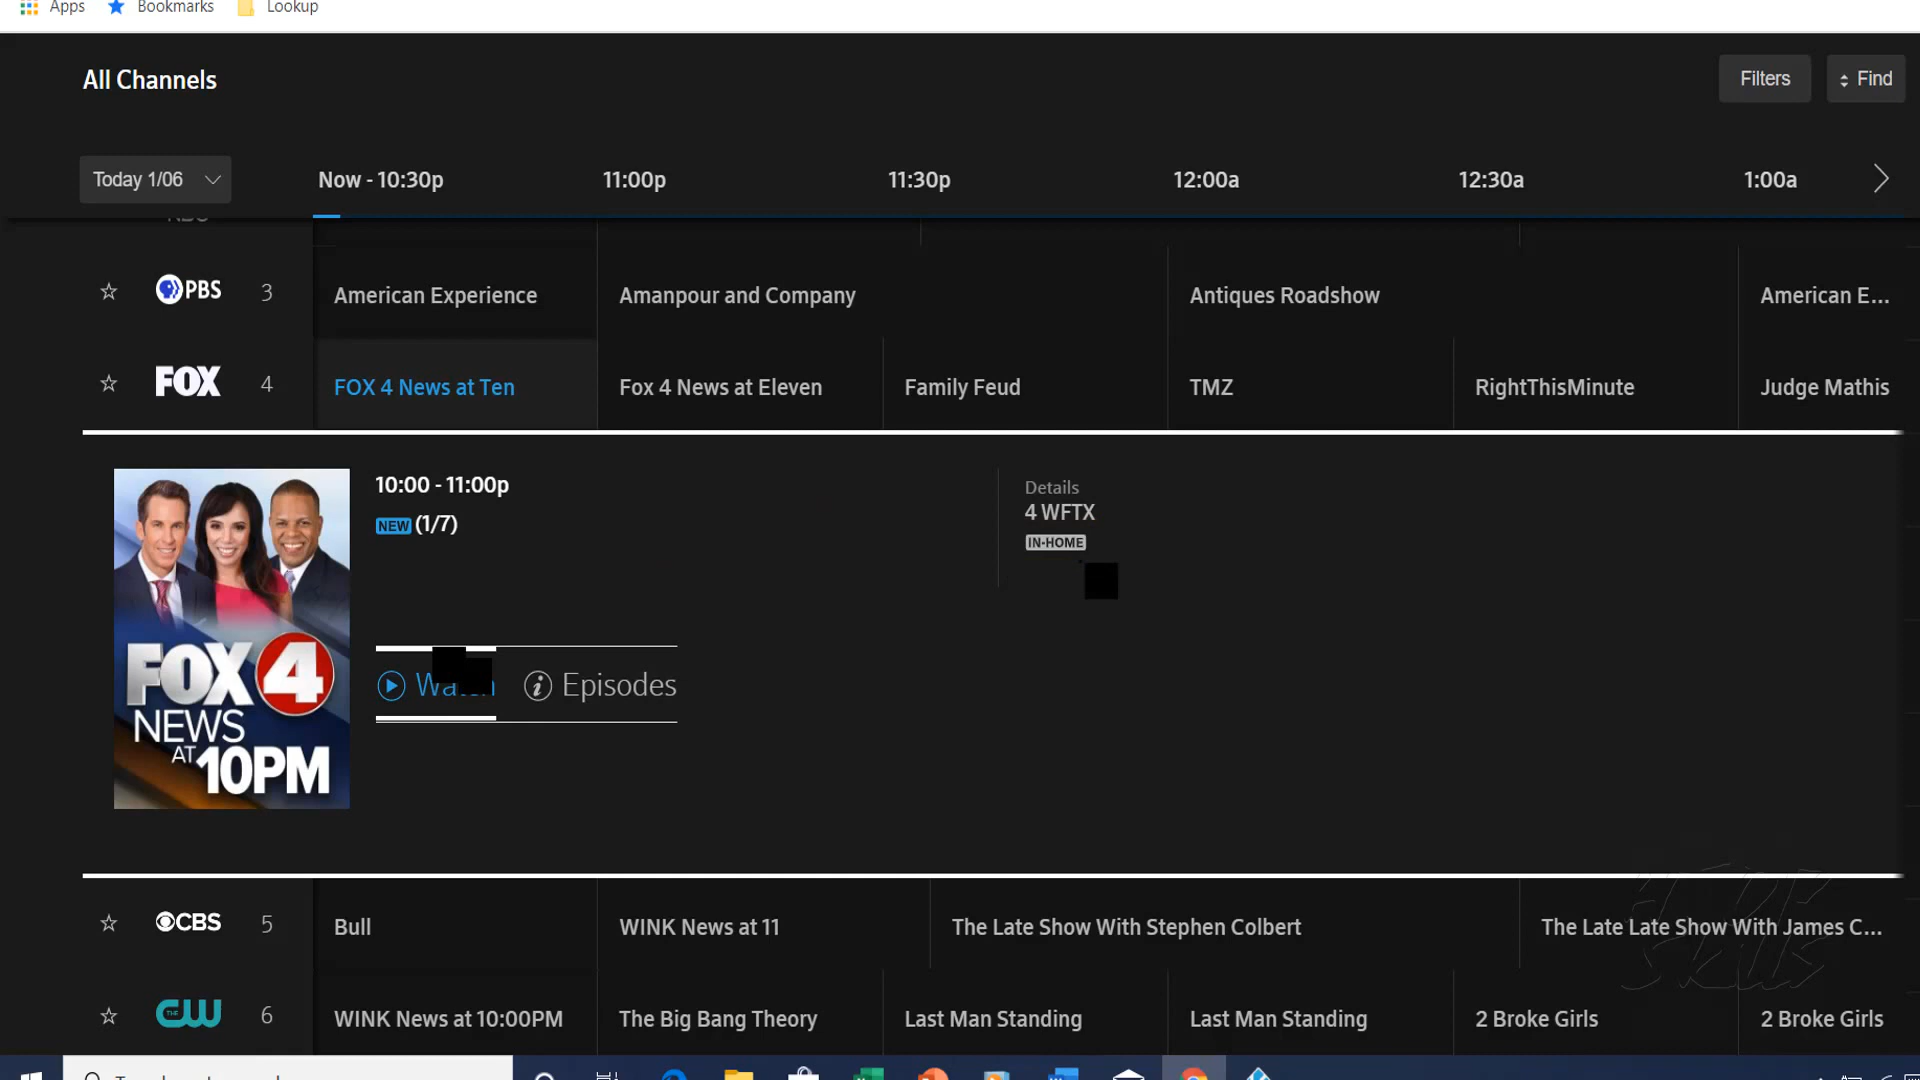 Apps Bookmarks Lookup
All Channels Filters Find
Today 1/06 Now - 10:30p 11:00p 11:30p 12:00a 12:30a 1:00a
PBS 3 American Experience Amanpour and Company Antiques Roadshow American E...
FOX 4 FOX 4 News at Ten Fox 4 News at Eleven Family Feud TMZ RightThisMinute Judge Mathis
10:00 - 11:00p
NEW (1/7)
Details
4 WFTX
IN-HOME
Watch Episodes
FOX 4
NEWS
AT 10PM
CBS 5 Bull WINK News at 11 The Late Show With Stephen Colbert The Late Late Show With James C...
THE CW 6 WINK News at 10:00PM The Big Bang Theory Last Man Standing Last Man Standing 2 Broke Girls 2 Broke Girls